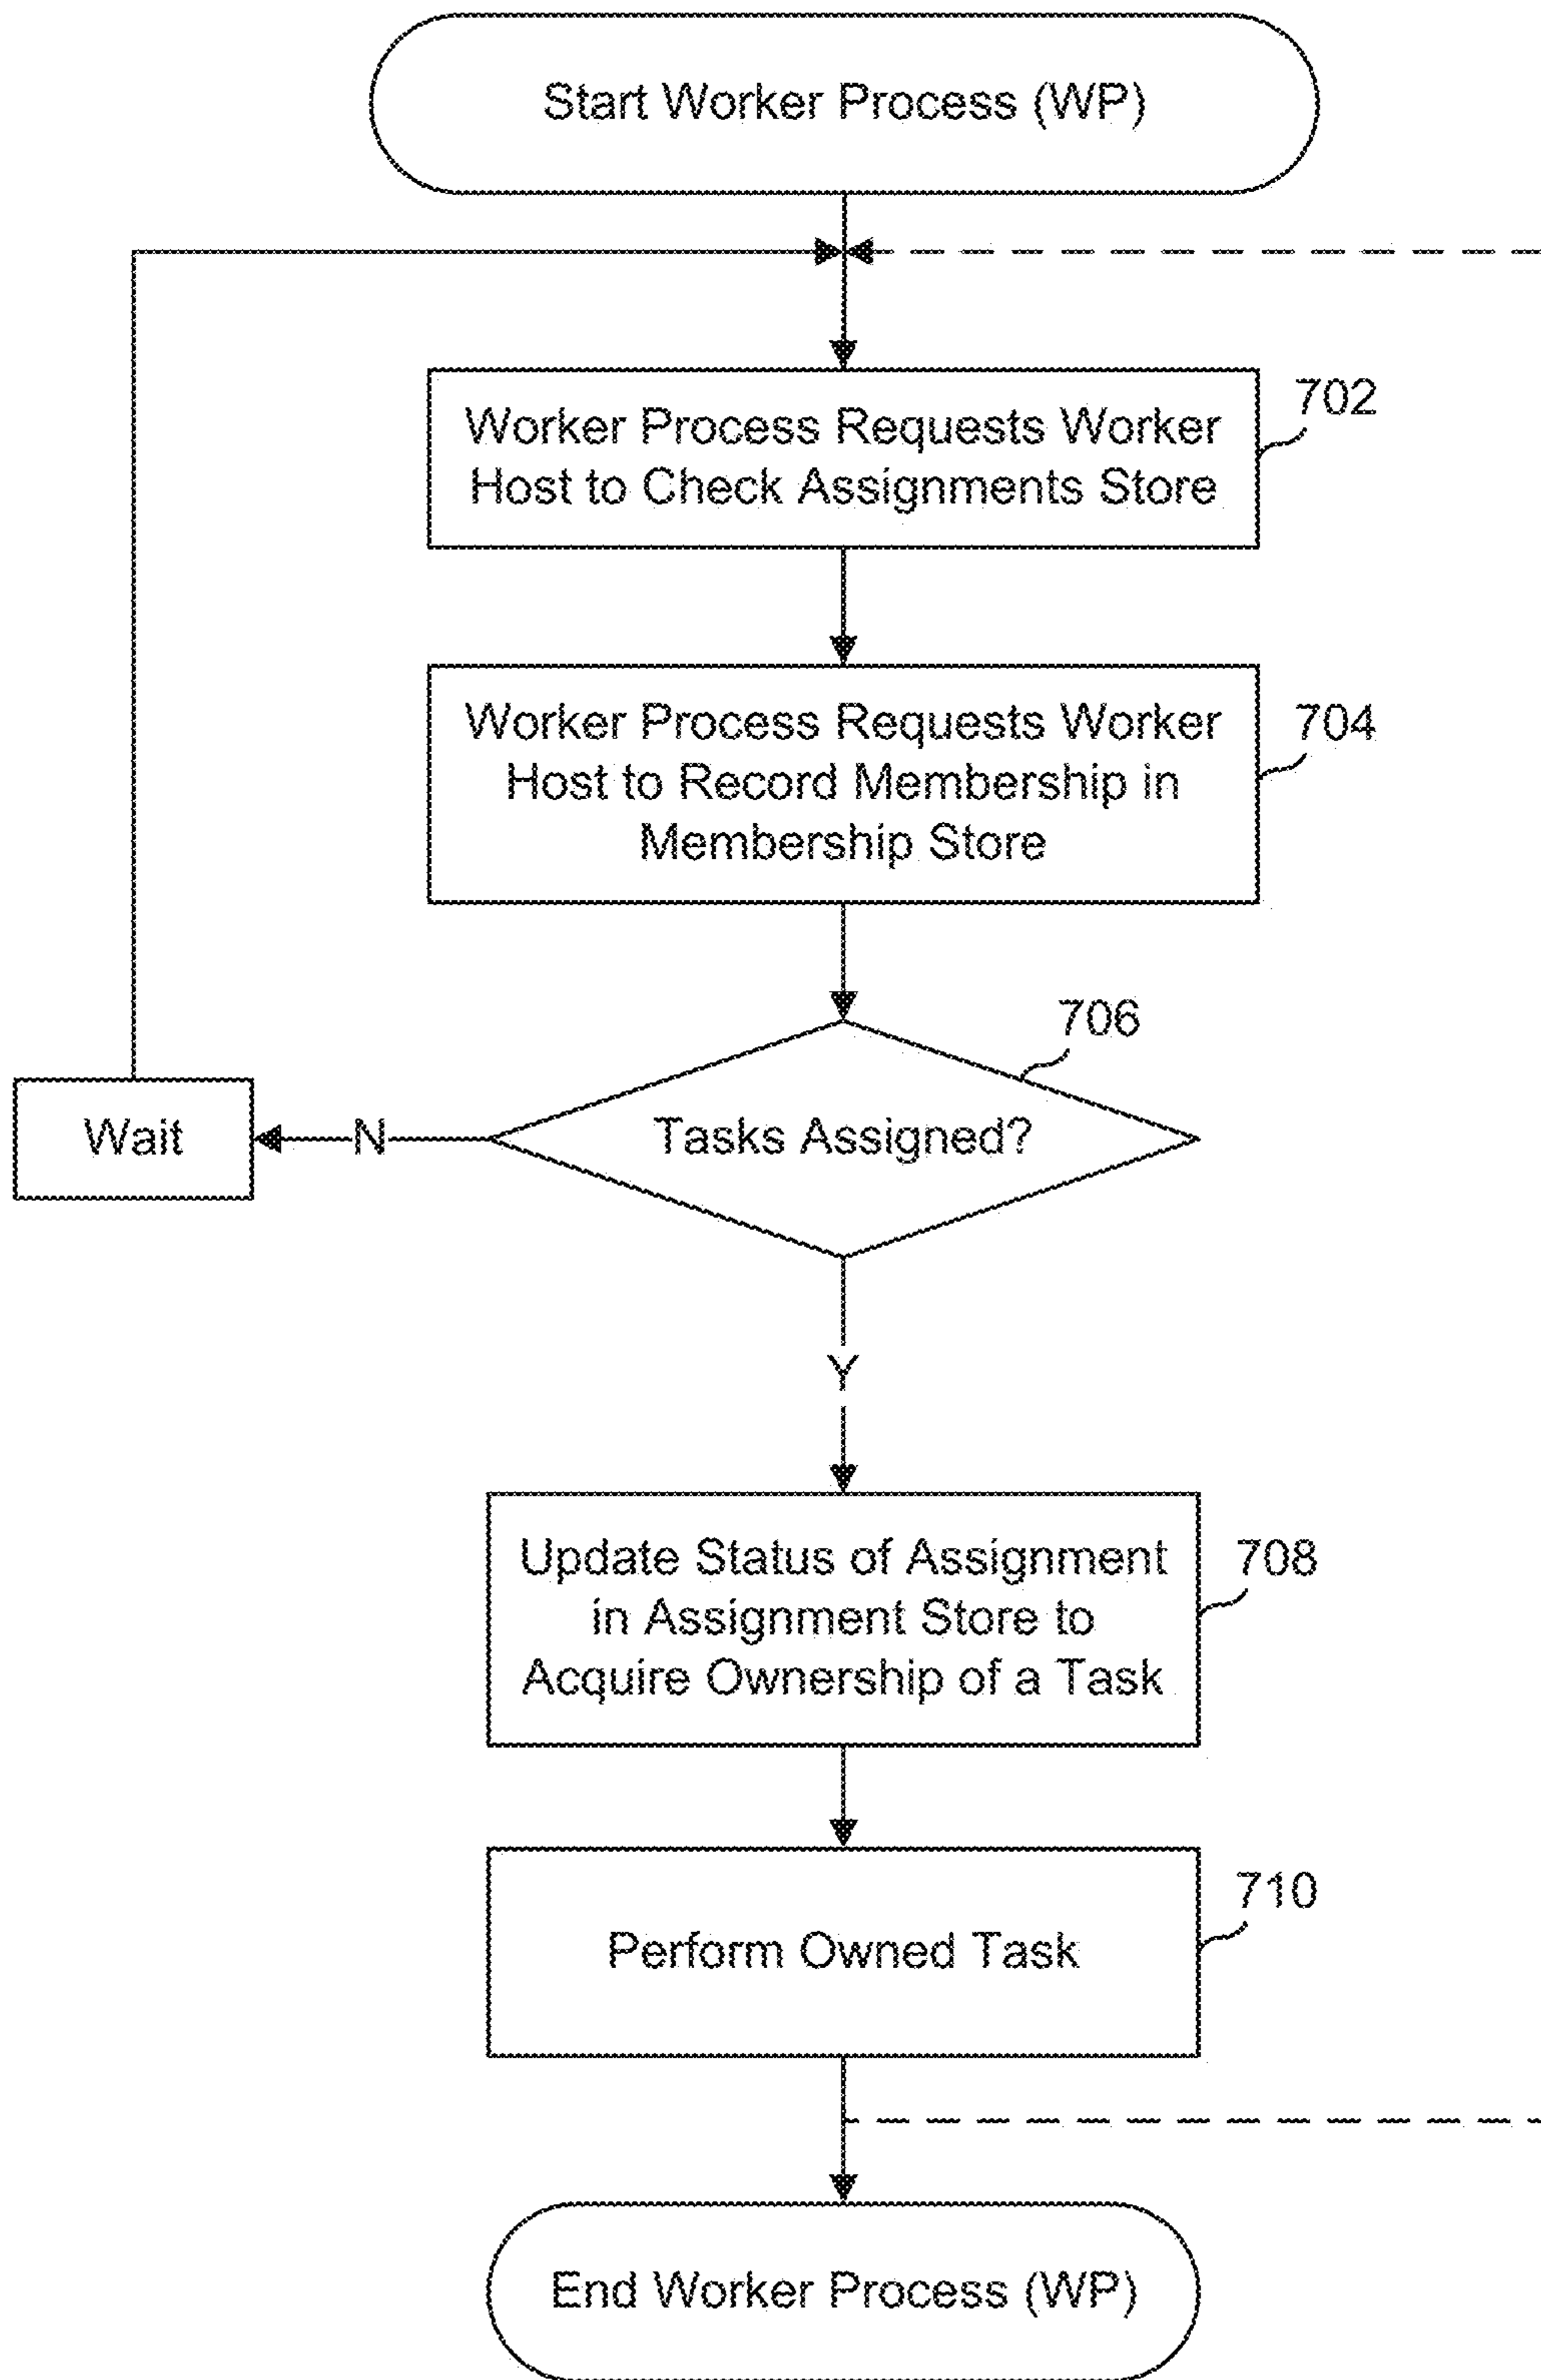 Start Worker Process (WP)
702
Worker Process Requests Worker
Host to Check Assignments Store
704
Worker Process Requests Worker
Host to Record Membership in
Membership Store
706
Tasks Assigned?
N
Wait
Y
708
Update Status of Assignment
in Assignment Store to
Acquire Ownership of a Task
710
Perform Owned Task
End Worker Process (WP)